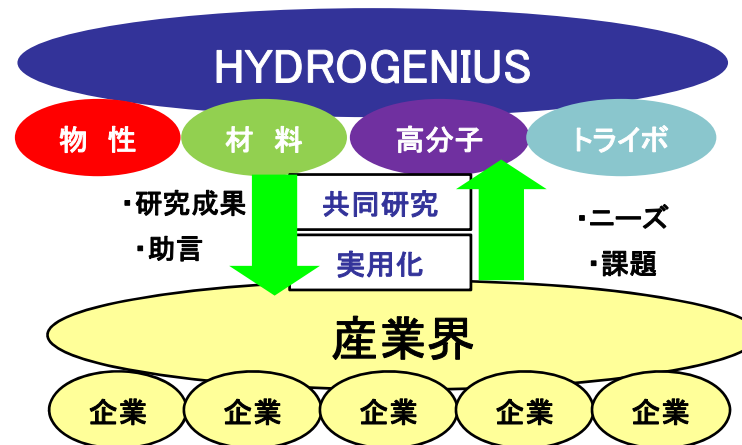 HYDROGENIUS
物 性
材 料
高分子
トライボ
・研究成果
・助言
共同研究
実用化
・ニーズ
・課題
産業界
企業
企業
企業
企業
企業